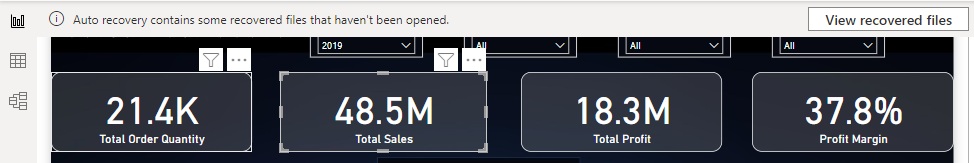 Auto recovery contains some recovered files that haven't been opened.
View recovered files
2019
All
All
All
21.4K
Total Order Quantity
48.5M
Total Sales
18.3M
Total Profit
37.8%
Profit Margin